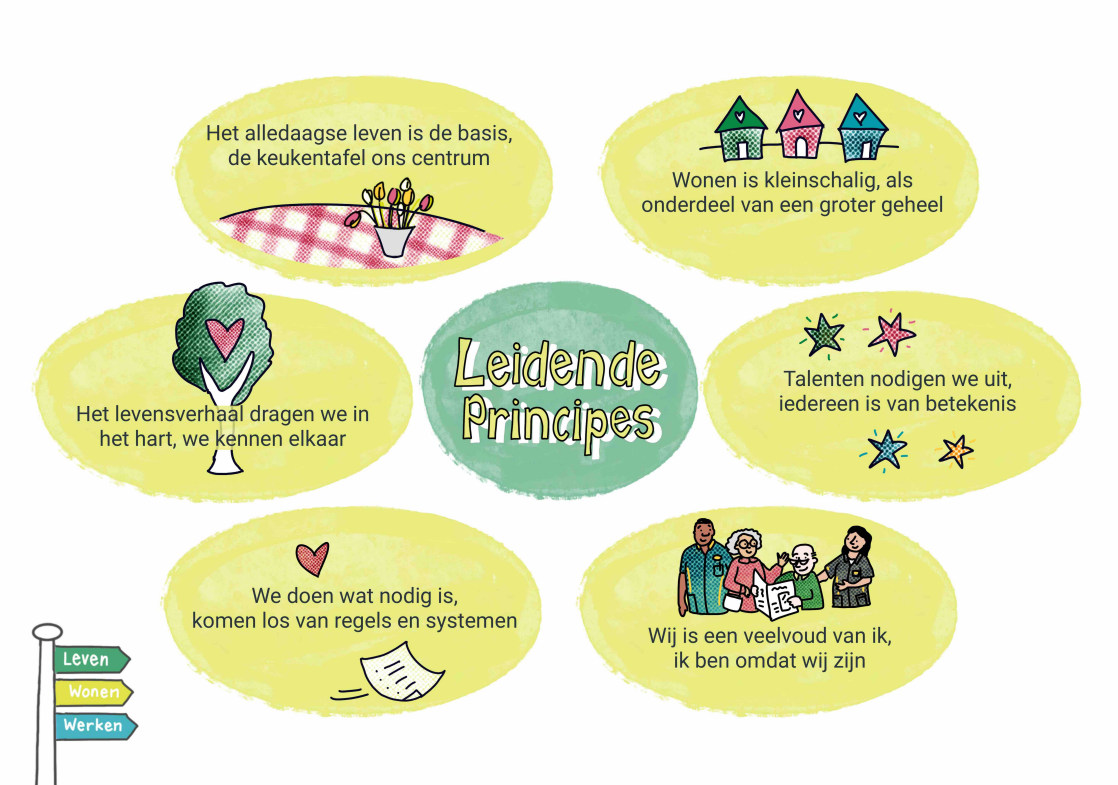 Het alledaagse leven is de basis,
de keukentafel ons centrum
Wonen is kleinschalig, als
onderdeel van een groter geheel
Het levensverhaal dragen we in
het hart, we kennen elkaar
Leidende
Principes
Talenten nodigen we uit,
iedereen is van betekenis
We doen wat nodig is,
komen los van regels en systemen
Wij is een veelvoud van ik,
ik ben omdat wij zijn
Leven
Wonen
Werken